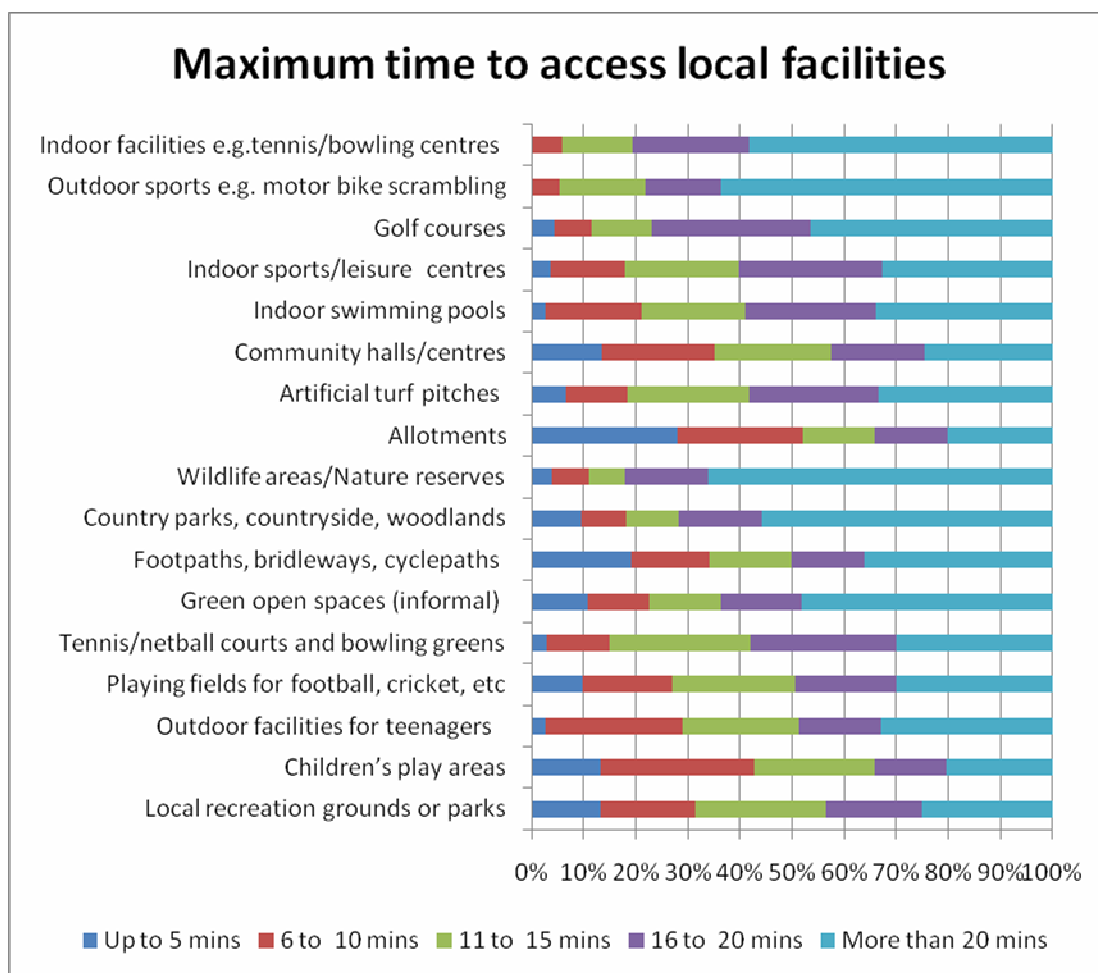 Maximum time to access local facilities
Indoor facilities e.g.tennis/bowling centres
Outdoor sports e.g. motor bike scrambling
Golf courses
Indoor sports/leisure centres
Indoor swimming pools
Community halls/centres
Artificial turf pitches
Allotments
Wildlife areas/Nature reserves
Country parks, countryside, woodlands
Footpaths, bridleways, cyclepaths
Green open spaces (informal)
Tennis/netball courts and bowling greens
Playing fields for football, cricket, etc
Outdoor facilities for teenagers
Children’s play areas
Local recreation grounds or parks
0% 10% 20% 30% 40% 50% 60% 70% 80% 90% 100%
Up to 5 mins 6 to 10 mins 11 to 15 mins 16 to 20 mins More than 20 mins